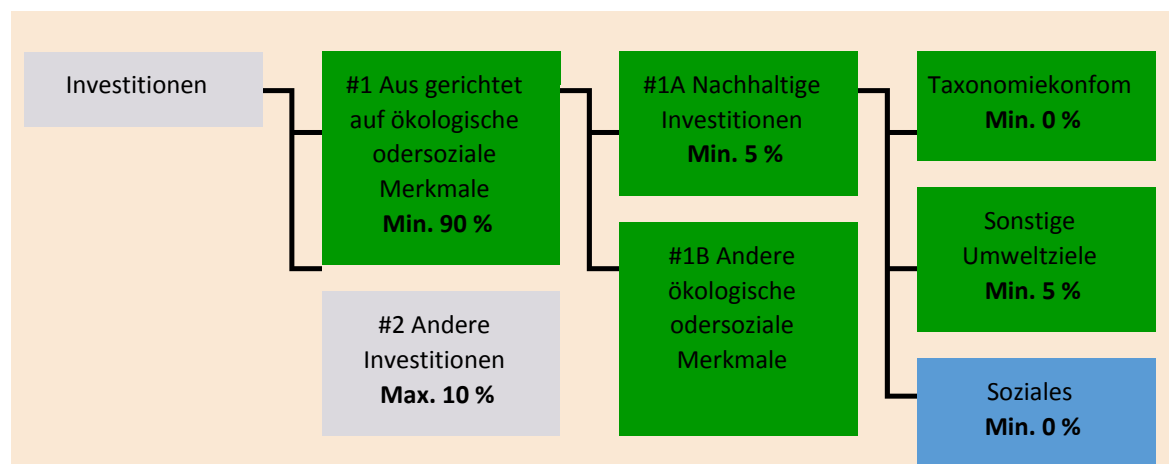 Investitionen
#1 Aus gerichtet
auf ökologische
odersoziale
Merkmale
Min. 90 %
#2 Andere
Investitionen
Max. 10 %
#1A Nachhaltige
Investitionen
Min. 5 %
#1B Andere
ökologische
odersoziale
Merkmale
Taxonomiekonfom
Min. 0 %
Sonstige
Umweltziele
Min. 5 %
Soziales
Min. 0 %